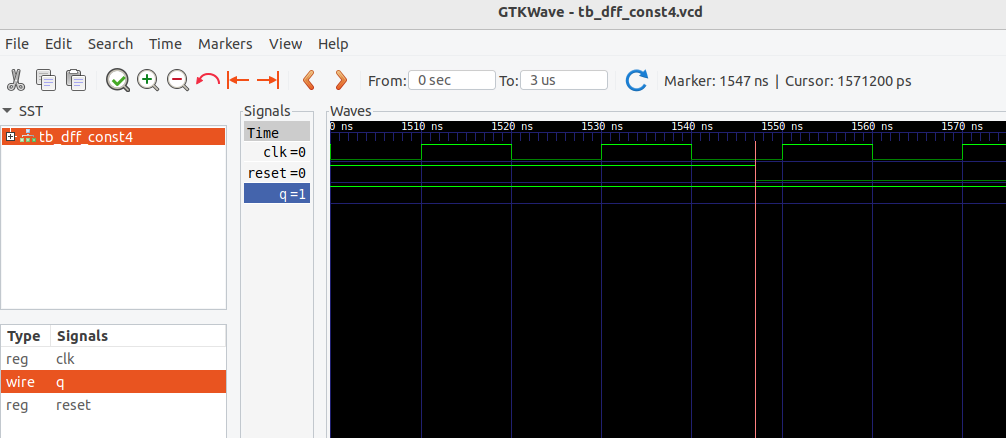 GTKWave - tb_dff_const4.vcd
File Edit Search Time Markers View Help
From: 0 sec To: 3 us Marker: 1547 ns | Cursor: 1571200 ps
SST
tb_dff_const4
Type Signals
reg clk
wire q
reg reset
Signals
Time
clk=0
reset=0
q=1
Waves
0 ns 1510 ns 1520 ns 1530 ns 1540 ns 1550 ns 1560 ns 1570 ns